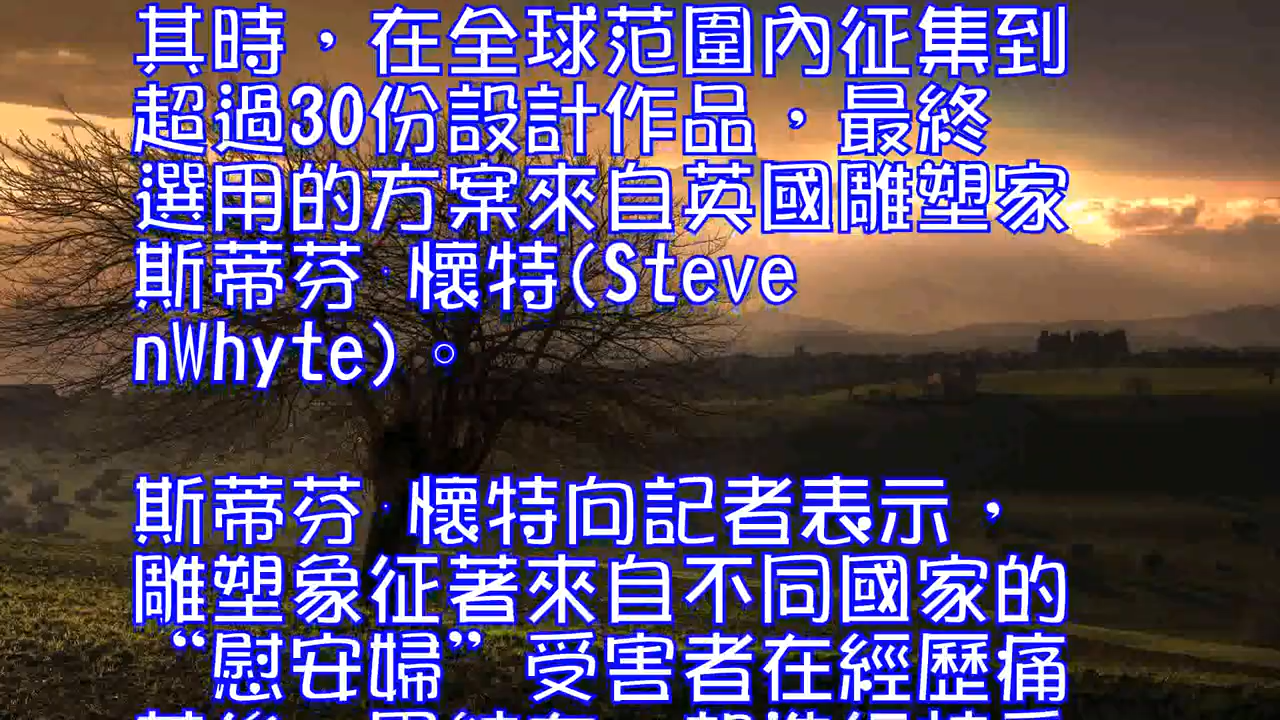 其時，在全球范圍內征集到
超過30份設計作品，最終
選用的方案來自英國雕塑家
斯蒂芬·懷特(Steve
nWhyte)。
斯蒂芬·懷特向記者表示，
雕塑象征著來自不同國家的
“慰安婦”受害者在經歷痛